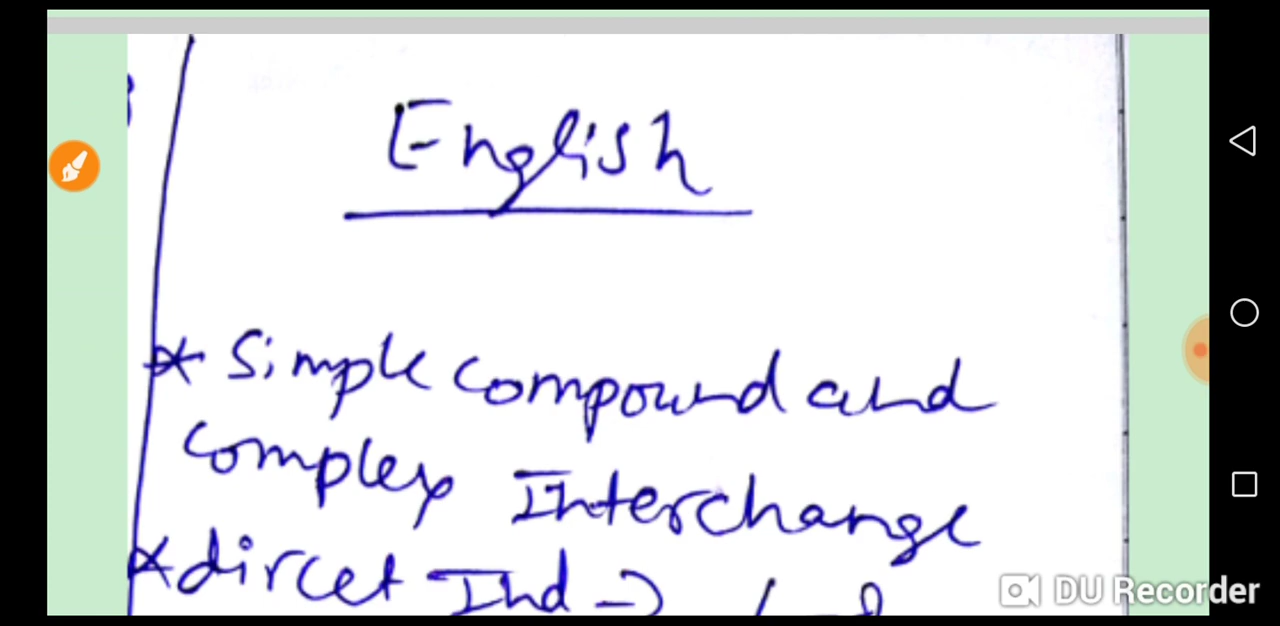 English
* Simple compound and
complex Interchange
* dircet Ind ->
DU Recorder